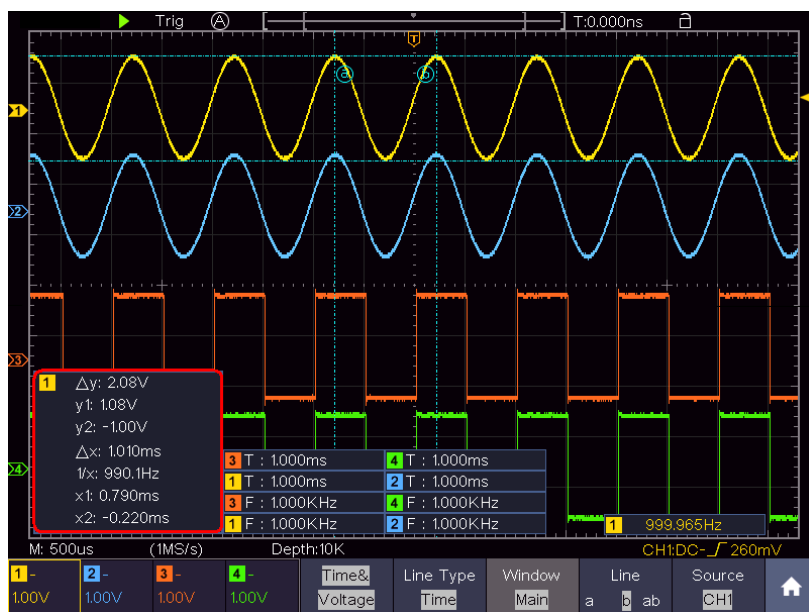 Trig A T:0.000ns
T
1
a b
2
3
1 △y: 2.08V
y1: 1.08V
y2: -1.00V
△x: 1.010ms
1/x: 990.1Hz
x1: 0.790ms
x2: -0.220ms
4
3 T : 1.000ms 4 T : 1.000ms
1 T : 1.000ms 2 T : 1.000ms
3 F : 1.000KHz 4 F : 1.000KHz
1 F : 1.000KHz 2 F : 1.000KHz
1 999.965Hz
M: 500us (1MS/s) Depth:10K CH1:DC- 260mV
1 - 2 - 3 - 4 - Time& Line Type Window Line Source
1.00V 1.00V 1.00V 1.00V Voltage Time Main a b ab CH1